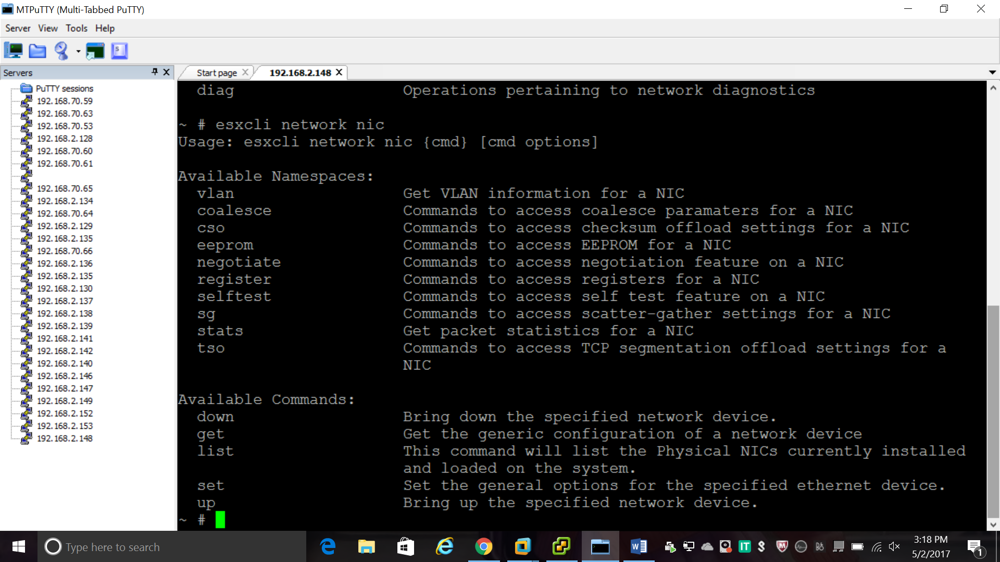 MTPuTTY (Multi-Tabbed PuTTY)
Server View Tools Help
Servers
PuTTY sessions
192.168.70.59
192.168.70.63
192.168.70.53
192.168.2.128
192.168.70.60
192.168.70.61
192.168.70.65
192.168.2.134
192.168.70.64
192.168.2.129
192.168.2.135
192.168.70.66
192.168.2.136
192.168.2.135
192.168.2.130
192.168.2.137
192.168.2.138
192.168.2.139
192.168.2.141
192.168.2.142
192.168.2.140
192.168.2.146
192.168.2.147
192.168.2.149
192.168.2.152
192.168.2.153
192.168.2.148
Start page 192.168.2.148
diag Operations pertaining to network diagnostics
~ # esxcli network nic
Usage: esxcli network nic {cmd} [cmd options]
Available Namespaces:
vlan Get VLAN information for a NIC
coalesce Commands to access coalesce paramaters for a NIC
cso Commands to access checksum offload settings for a NIC
eeprom Commands to access EEPROM for a NIC
negotiate Commands to access negotiation feature on a NIC
register Commands to access registers for a NIC
selftest Commands to access self test feature on a NIC
sg Commands to access scatter-gather settings for a NIC
stats Get packet statistics for a NIC
tso Commands to access TCP segmentation offload settings for a
NIC
Available Commands:
down Bring down the specified network device.
get Get the generic configuration of a network device
list This command will list the Physical NICs currently installed
and loaded on the system.
set Set the general options for the specified ethernet device.
up Bring up the specified network device.
~ #
Type here to search
IT
3:18 PM
5/2/2017
1